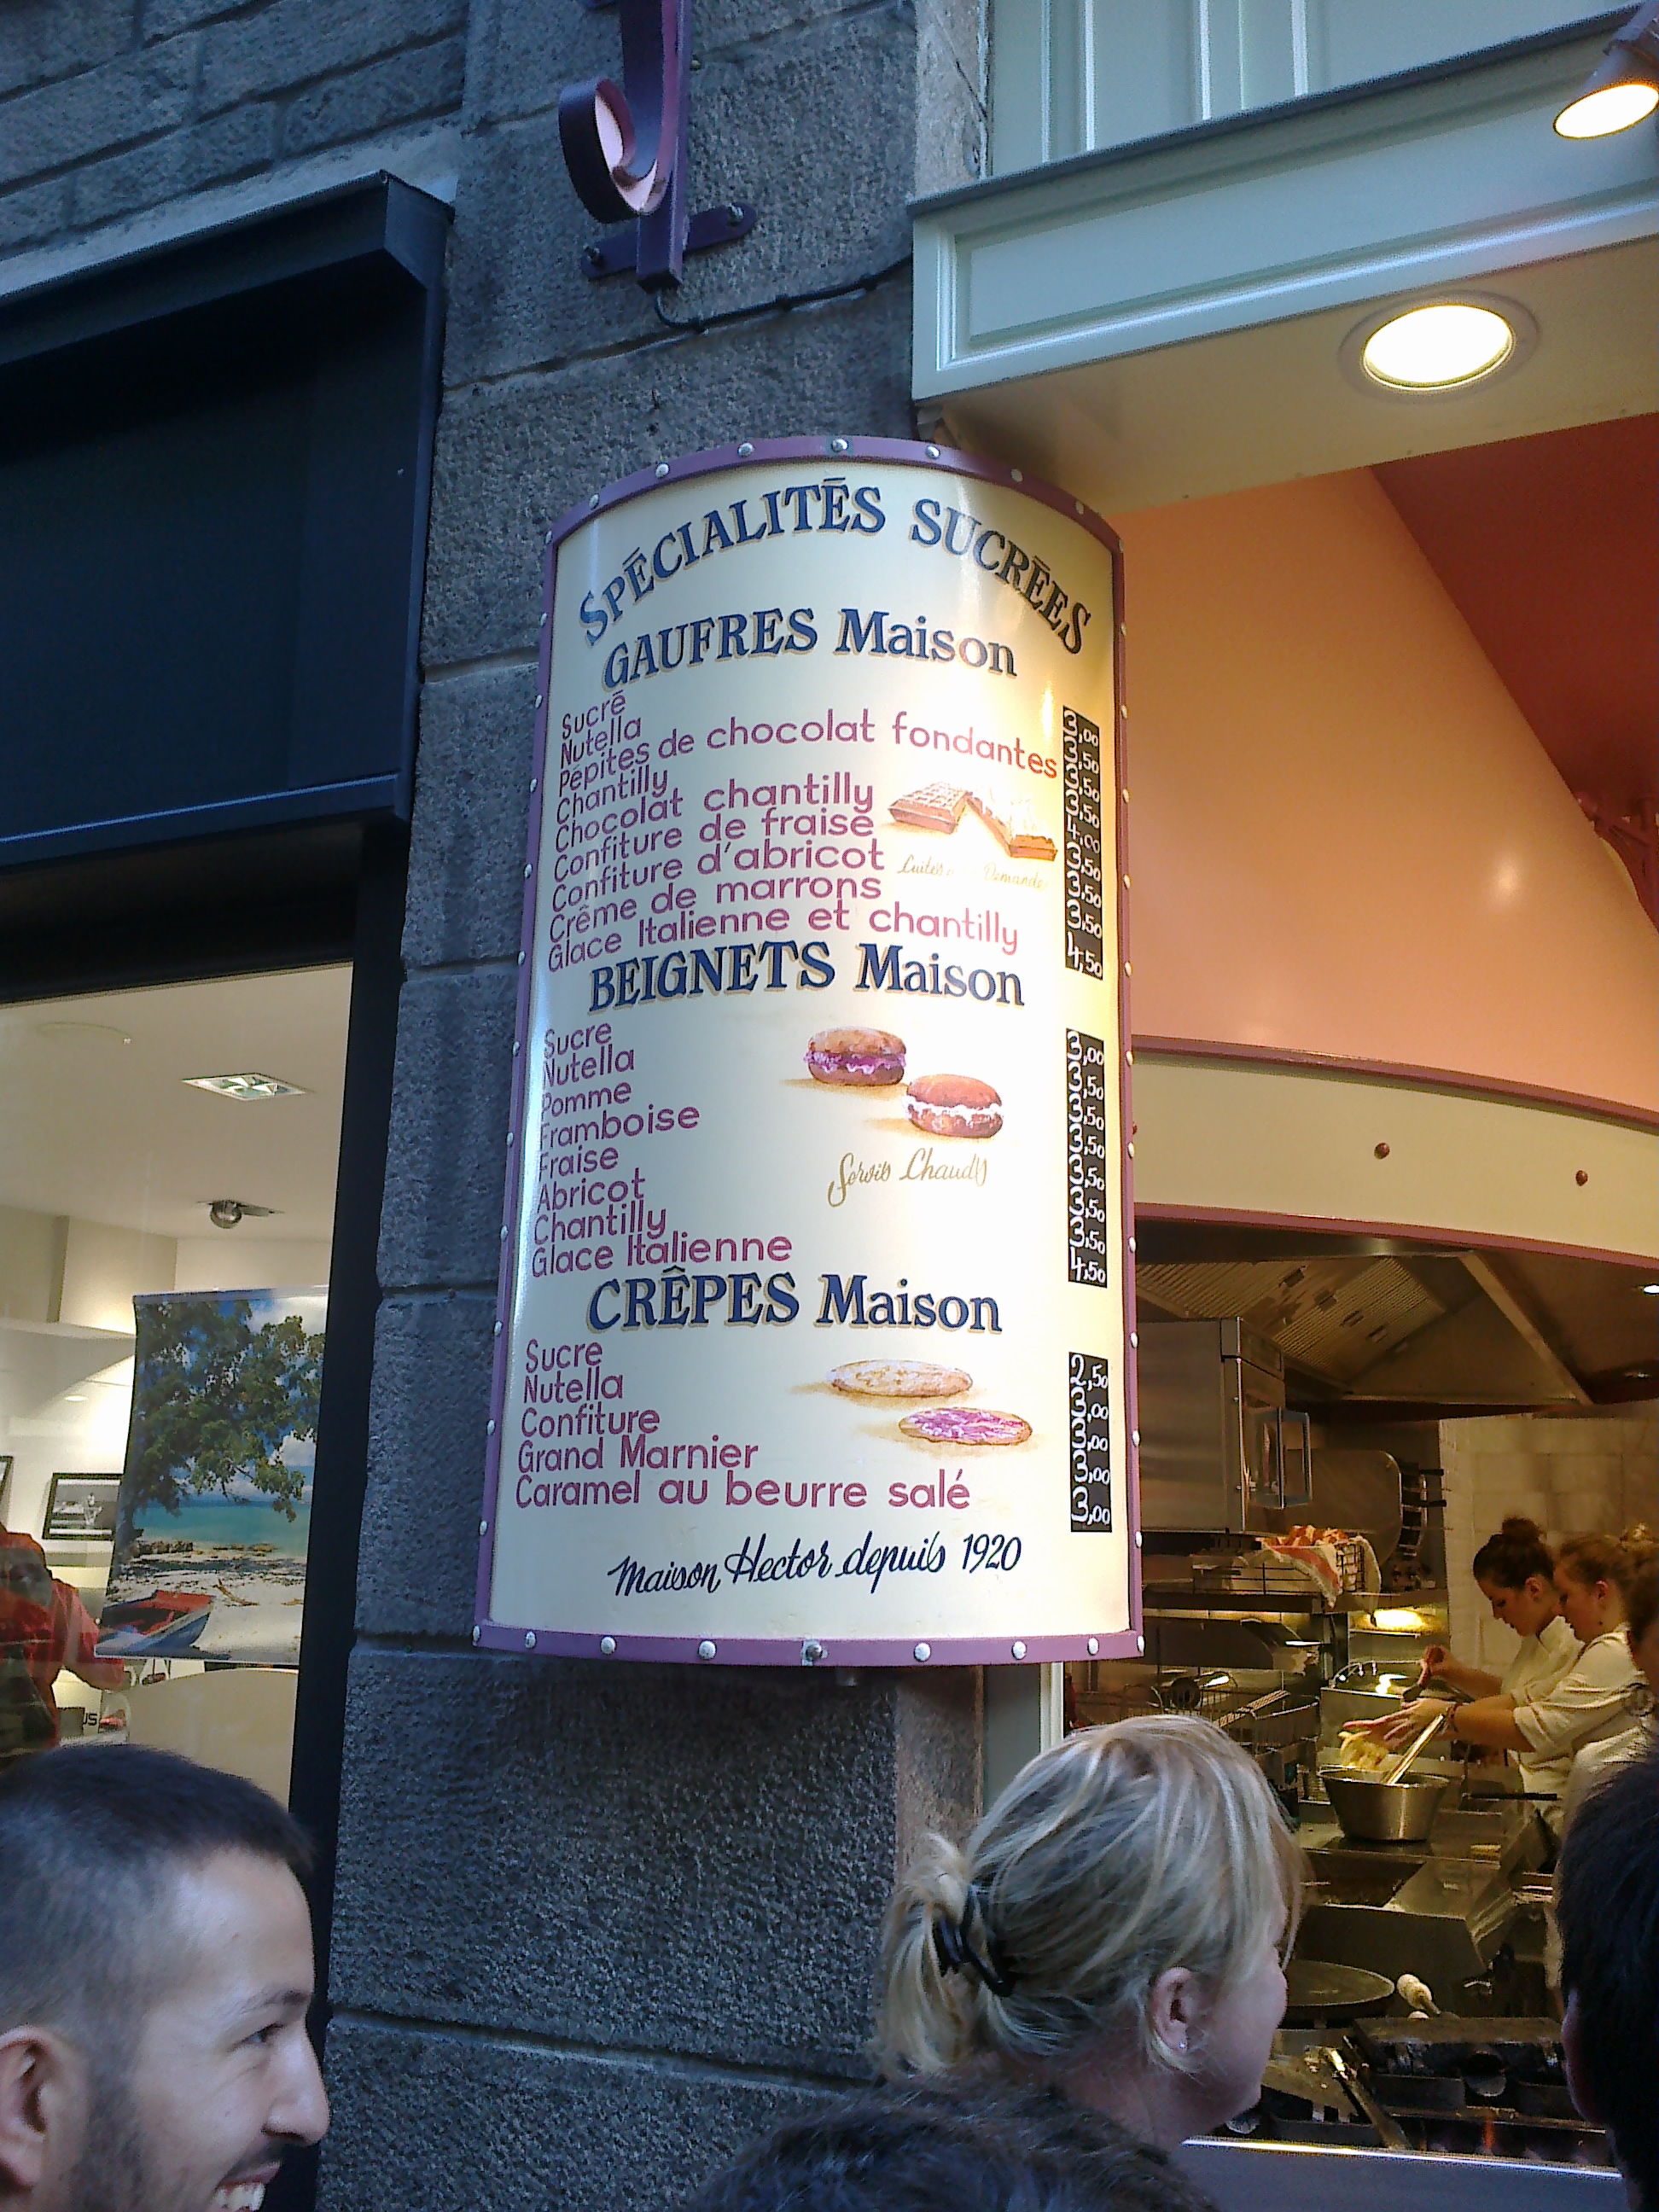 SPÉCIALITÉS SUCRÉES
GAUFRES Maison
Sucré 3,00
Nutella 3,50
Pépites de chocolat fondantes 3,50
Chantilly 3,50
Chocolat chantilly 4,00
Confiture de fraise 3,50
Confiture d'abricot 3,50
Crême de marrons 3,50
Glace Italienne et chantilly 4,50
Demande
BEIGNETS Maison
Sucre 3,00
Nutella 3,50
Pomme 3,50
Framboise 3,50
Fraise 3,50
Abricot 3,50
Chantilly 3,50
Glace Italienne 4,50
Servis Chauds
CRÊPES Maison
Sucre 2,50
Nutella 3,00
Confiture 3,00
Grand Marnier 3,00
Caramel au beurre salé 3,00
Maison Hector depuis 1920